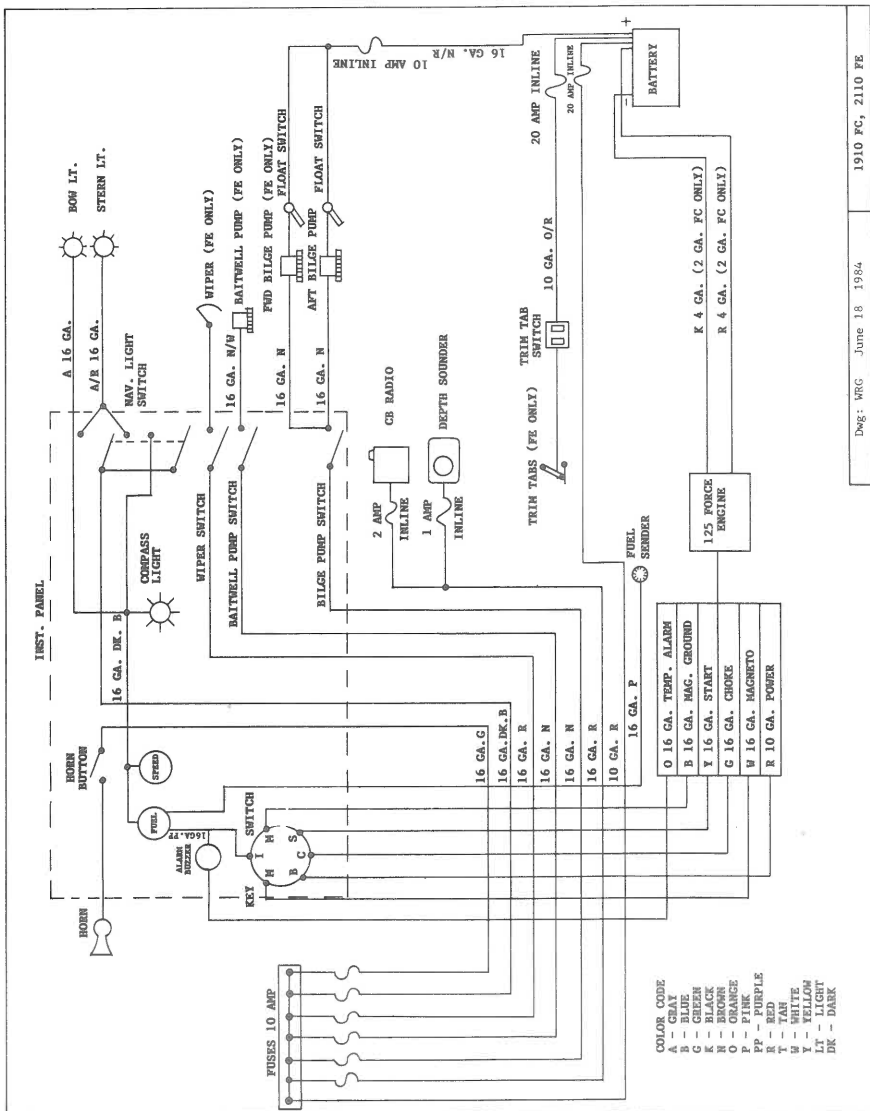 INST. PANEL
HORN
HORN
BUTTON
SPEED
FUEL
16GA.PP
ALARM
BUZZER
KEY
SWITCH
M
I
M
B
C
S
16 GA. DK. B
COMPASS
LIGHT
NAV. LIGHT
SWITCH
A 16 GA.
BOW LT.
A/R 16 GA.
STERN LT.
WIPER (FE ONLY)
WIPER SWITCH
BAITWELL PUMP (FE ONLY)
16 GA. N/W
BAITWELL PUMP SWITCH
FWD BILGE PUMP (FE ONLY)
FLOAT SWITCH
16 GA. N
AFT BILGE PUMP
FLOAT SWITCH
16 GA. N
BILGE PUMP SWITCH
10 AMP INLINE
16 GA. N/R
CB RADIO
2 AMP
INLINE
DEPTH SOUNDER
1 AMP
INLINE
TRIM TABS (FE ONLY)
TRIM TAB
SWITCH
10 GA. O/R
20 AMP INLINE
20 AMP INLINE
+
-
BATTERY
FUEL
SENDER
16 GA.G
16 GA.DK.B
16 GA. R
16 GA. N
16 GA. N
16 GA. R
10 GA. R
16 GA. P
FUSES 10 AMP
O 16 GA. TEMP. ALARM
B 16 GA. MAG. GROUND
Y 16 GA. START
G 16 GA. CHOKE
W 16 GA. MAGNETO
R 10 GA. POWER
125 FORCE
ENGINE
K 4 GA. (2 GA. FC ONLY)
R 4 GA. (2 GA. FC ONLY)
COLOR CODE
A - GRAY
B - BLUE
G - GREEN
K - BLACK
N - BROWN
O - ORANGE
P - PINK
PP - PURPLE
R - RED
T - TAN
W - WHITE
Y - YELLOW
LT - LIGHT
DK - DARK
Dwg: WRG June 18 1984
1910 FC, 2110 FE